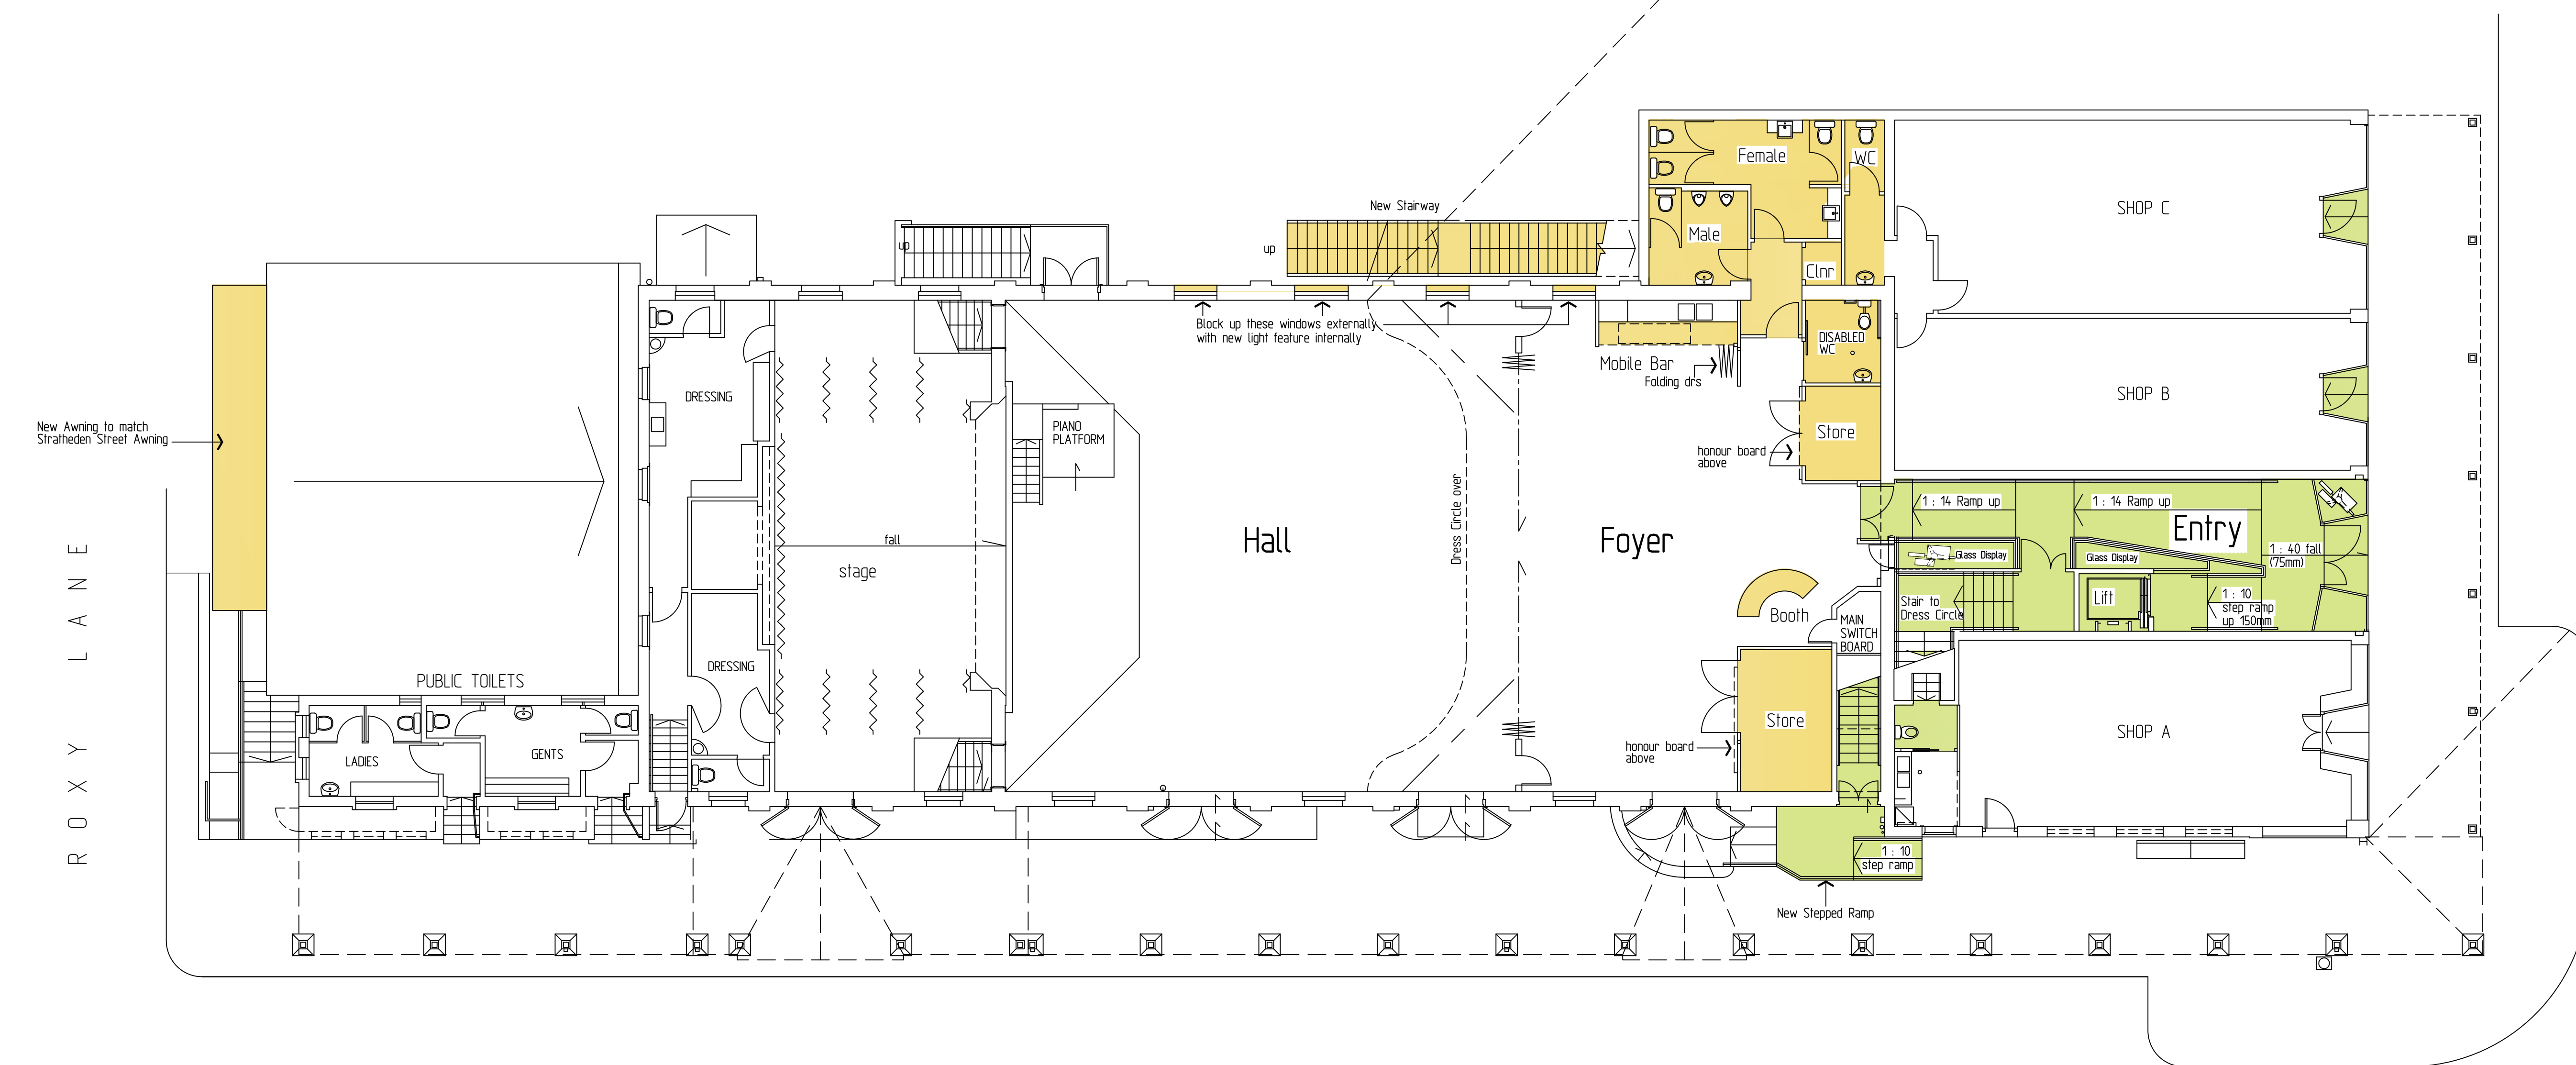 New Awning to match
Stratheden Street Awning
ROXY LANE
PUBLIC TOILETS
LADIES
GENTS
DRESSING
DRESSING
up
fall
stage
PIANO
PLATFORM
Hall
Block up these windows externally
with new light feature internally
New Stairway
up
Dress Circle over
Foyer
Mobile Bar
Folding drs
Female
Male
WC
Clnr
DISABLED
WC
Store
honour board
above
Booth
MAIN
SWITCH
BOARD
Store
honour board
above
SHOP C
SHOP B
1 : 14 Ramp up
1 : 14 Ramp up
Entry
Glass Display
Glass Display
1 : 40 fall
(75mm)
Stair to
Dress Circle
Lift
1 : 10
step ramp
up 150mm
SHOP A
1 : 10
step ramp
New Stepped Ramp